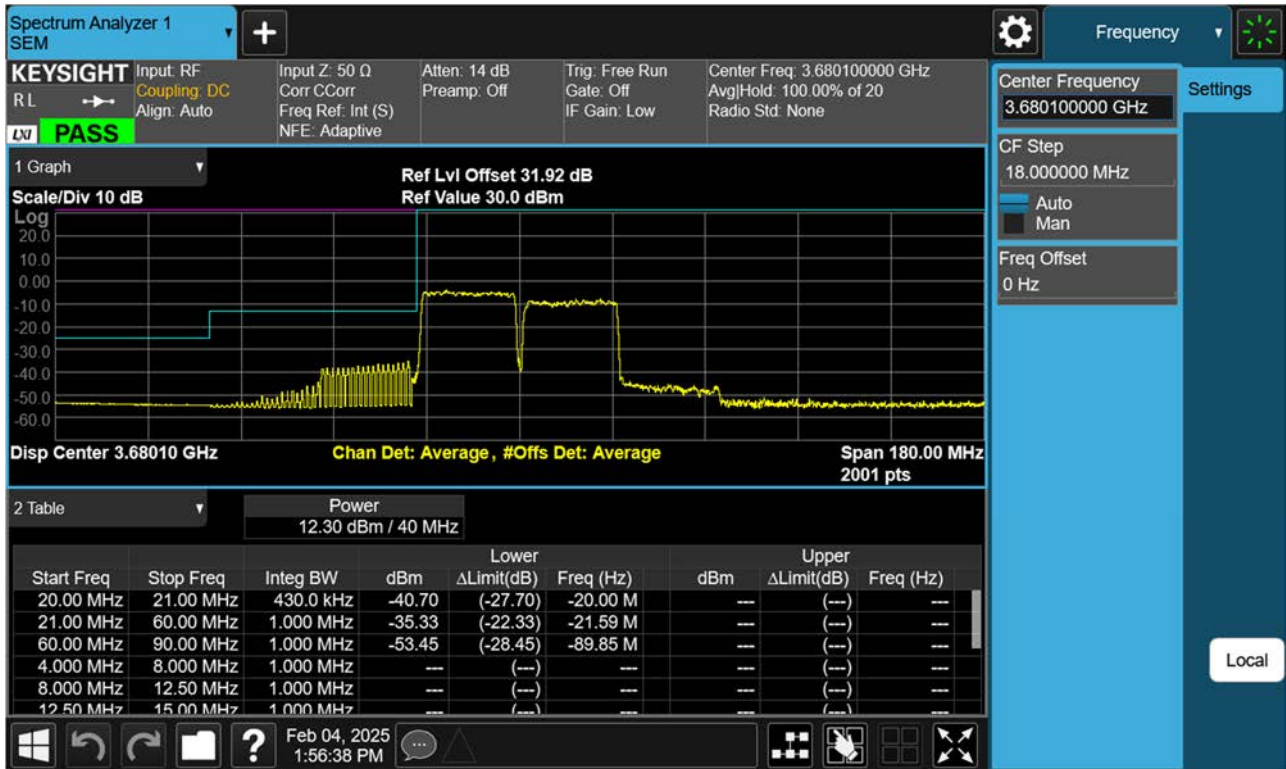 Spectrum Analyzer 1
SEM
Frequency
KEYSIGHT
R L
LXI
PASS
Input: RF
Coupling: DC
Align: Auto
Input Z: 50 Ω
Corr CCorr
Freq Ref: Int (S)
NFE: Adaptive
Atten: 14 dB
Preamp: Off
Trig: Free Run
Gate: Off
IF Gain: Low
Center Freq: 3.680100000 GHz
Avg|Hold: 100.00% of 20
Radio Std: None
Center Frequency
3.680100000 GHz
Settings
CF Step
18.000000 MHz
Auto
Man
Freq Offset
0 Hz
1 Graph
Scale/Div 10 dB
Ref Lvl Offset 31.92 dB
Ref Value 30.0 dBm
Log
20.0
10.0
0.00
-10.0
-20.0
-30.0
-40.0
-50.0
-60.0
Disp Center 3.68010 GHz
Chan Det: Average, #Offs Det: Average
Span 180.00 MHz
2001 pts
2 Table
Power
12.30 dBm / 40 MHz
Lower Upper
Start Freq Stop Freq Integ BW dBm ΔLimit(dB) Freq (Hz) dBm ΔLimit(dB) Freq (Hz)
20.00 MHz 21.00 MHz 430.0 kHz -40.70 (-27.70) -20.00 M --- (---) ---
21.00 MHz 60.00 MHz 1.000 MHz -35.33 (-22.33) -21.59 M --- (---) ---
60.00 MHz 90.00 MHz 1.000 MHz -53.45 (-28.45) -89.85 M --- (---) ---
4.000 MHz 8.000 MHz 1.000 MHz --- (---) --- --- (---) ---
8.000 MHz 12.50 MHz 1.000 MHz --- (---) --- --- (---) ---
12.50 MHz 15.00 MHz 1.000 MHz --- (---) --- --- (---) ---
Local
?
Feb 04, 2025
1:56:38 PM